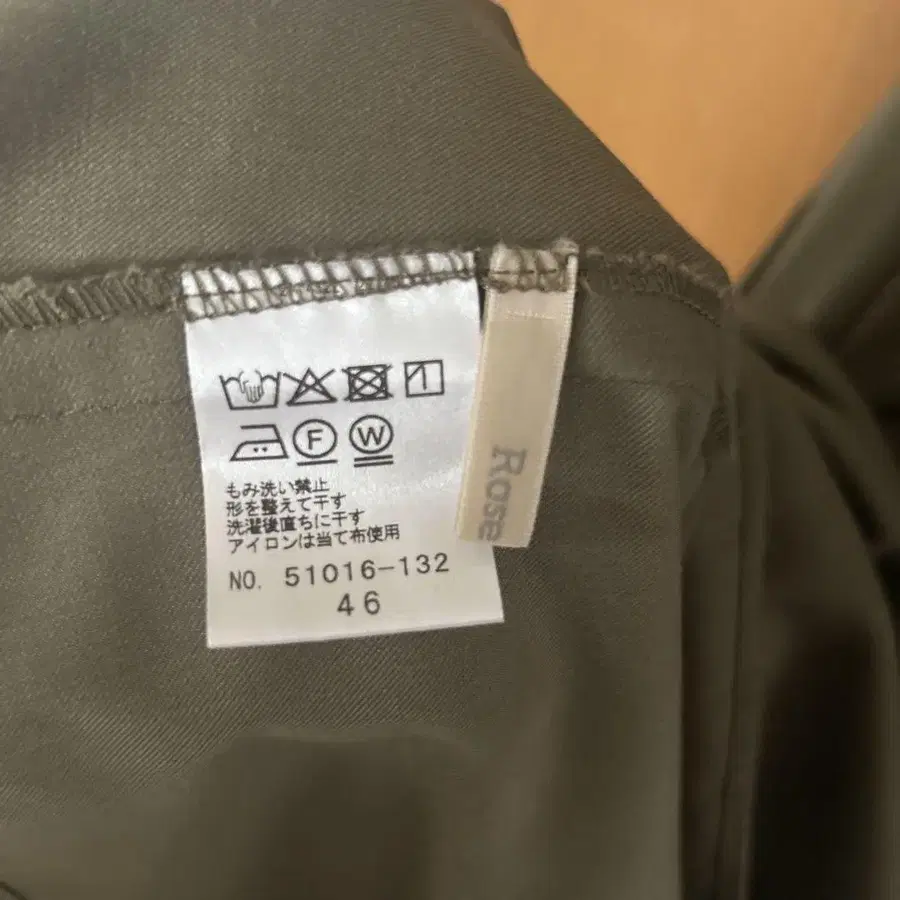 F W
もみ洗い禁止
形を整えて干す
洗濯後直ちに干す
アイロンは当て布使用
NO. 51016-132
46
Rose